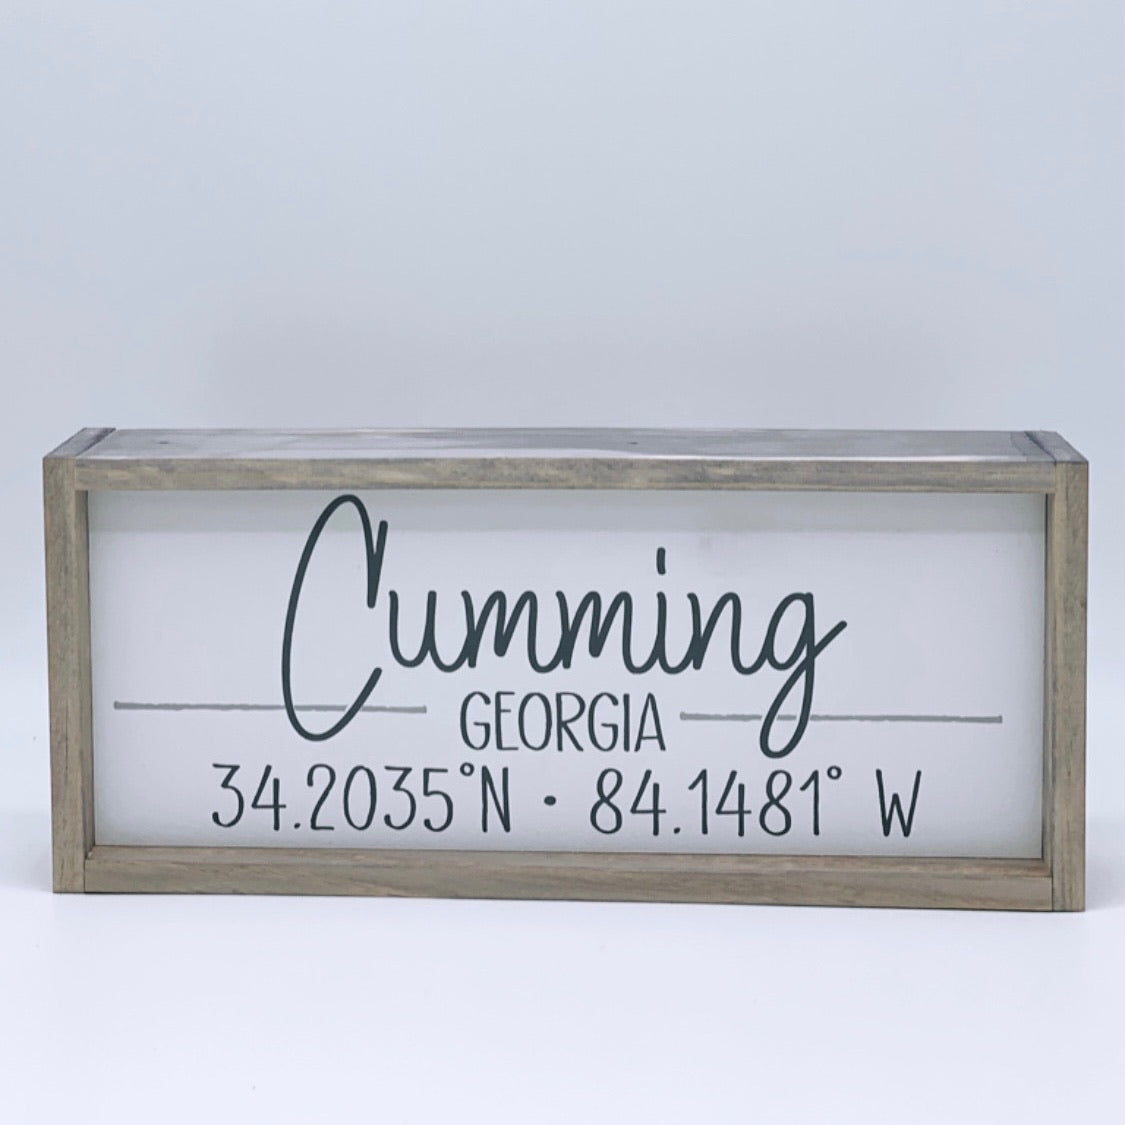 Cumming
GEORGIA
34.2035°N · 84.1481° W